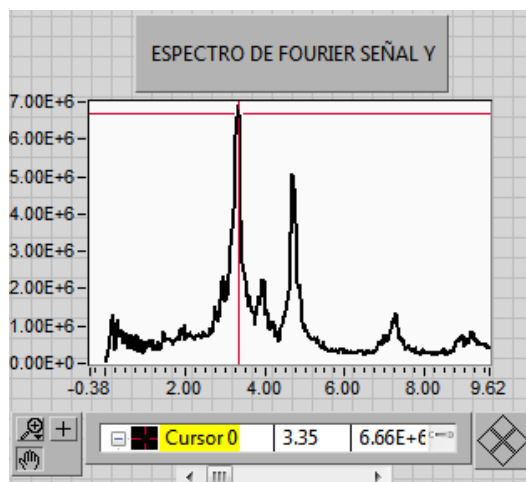 ESPECTRO DE FOURIER SEÑAL Y
7.00E+6
6.00E+6
5.00E+6
4.00E+6
3.00E+6
2.00E+6
1.00E+6
0.00E+0
-0.38 2.00 4.00 6.00 8.00 9.62
Cursor 0 3.35 6.66E+6